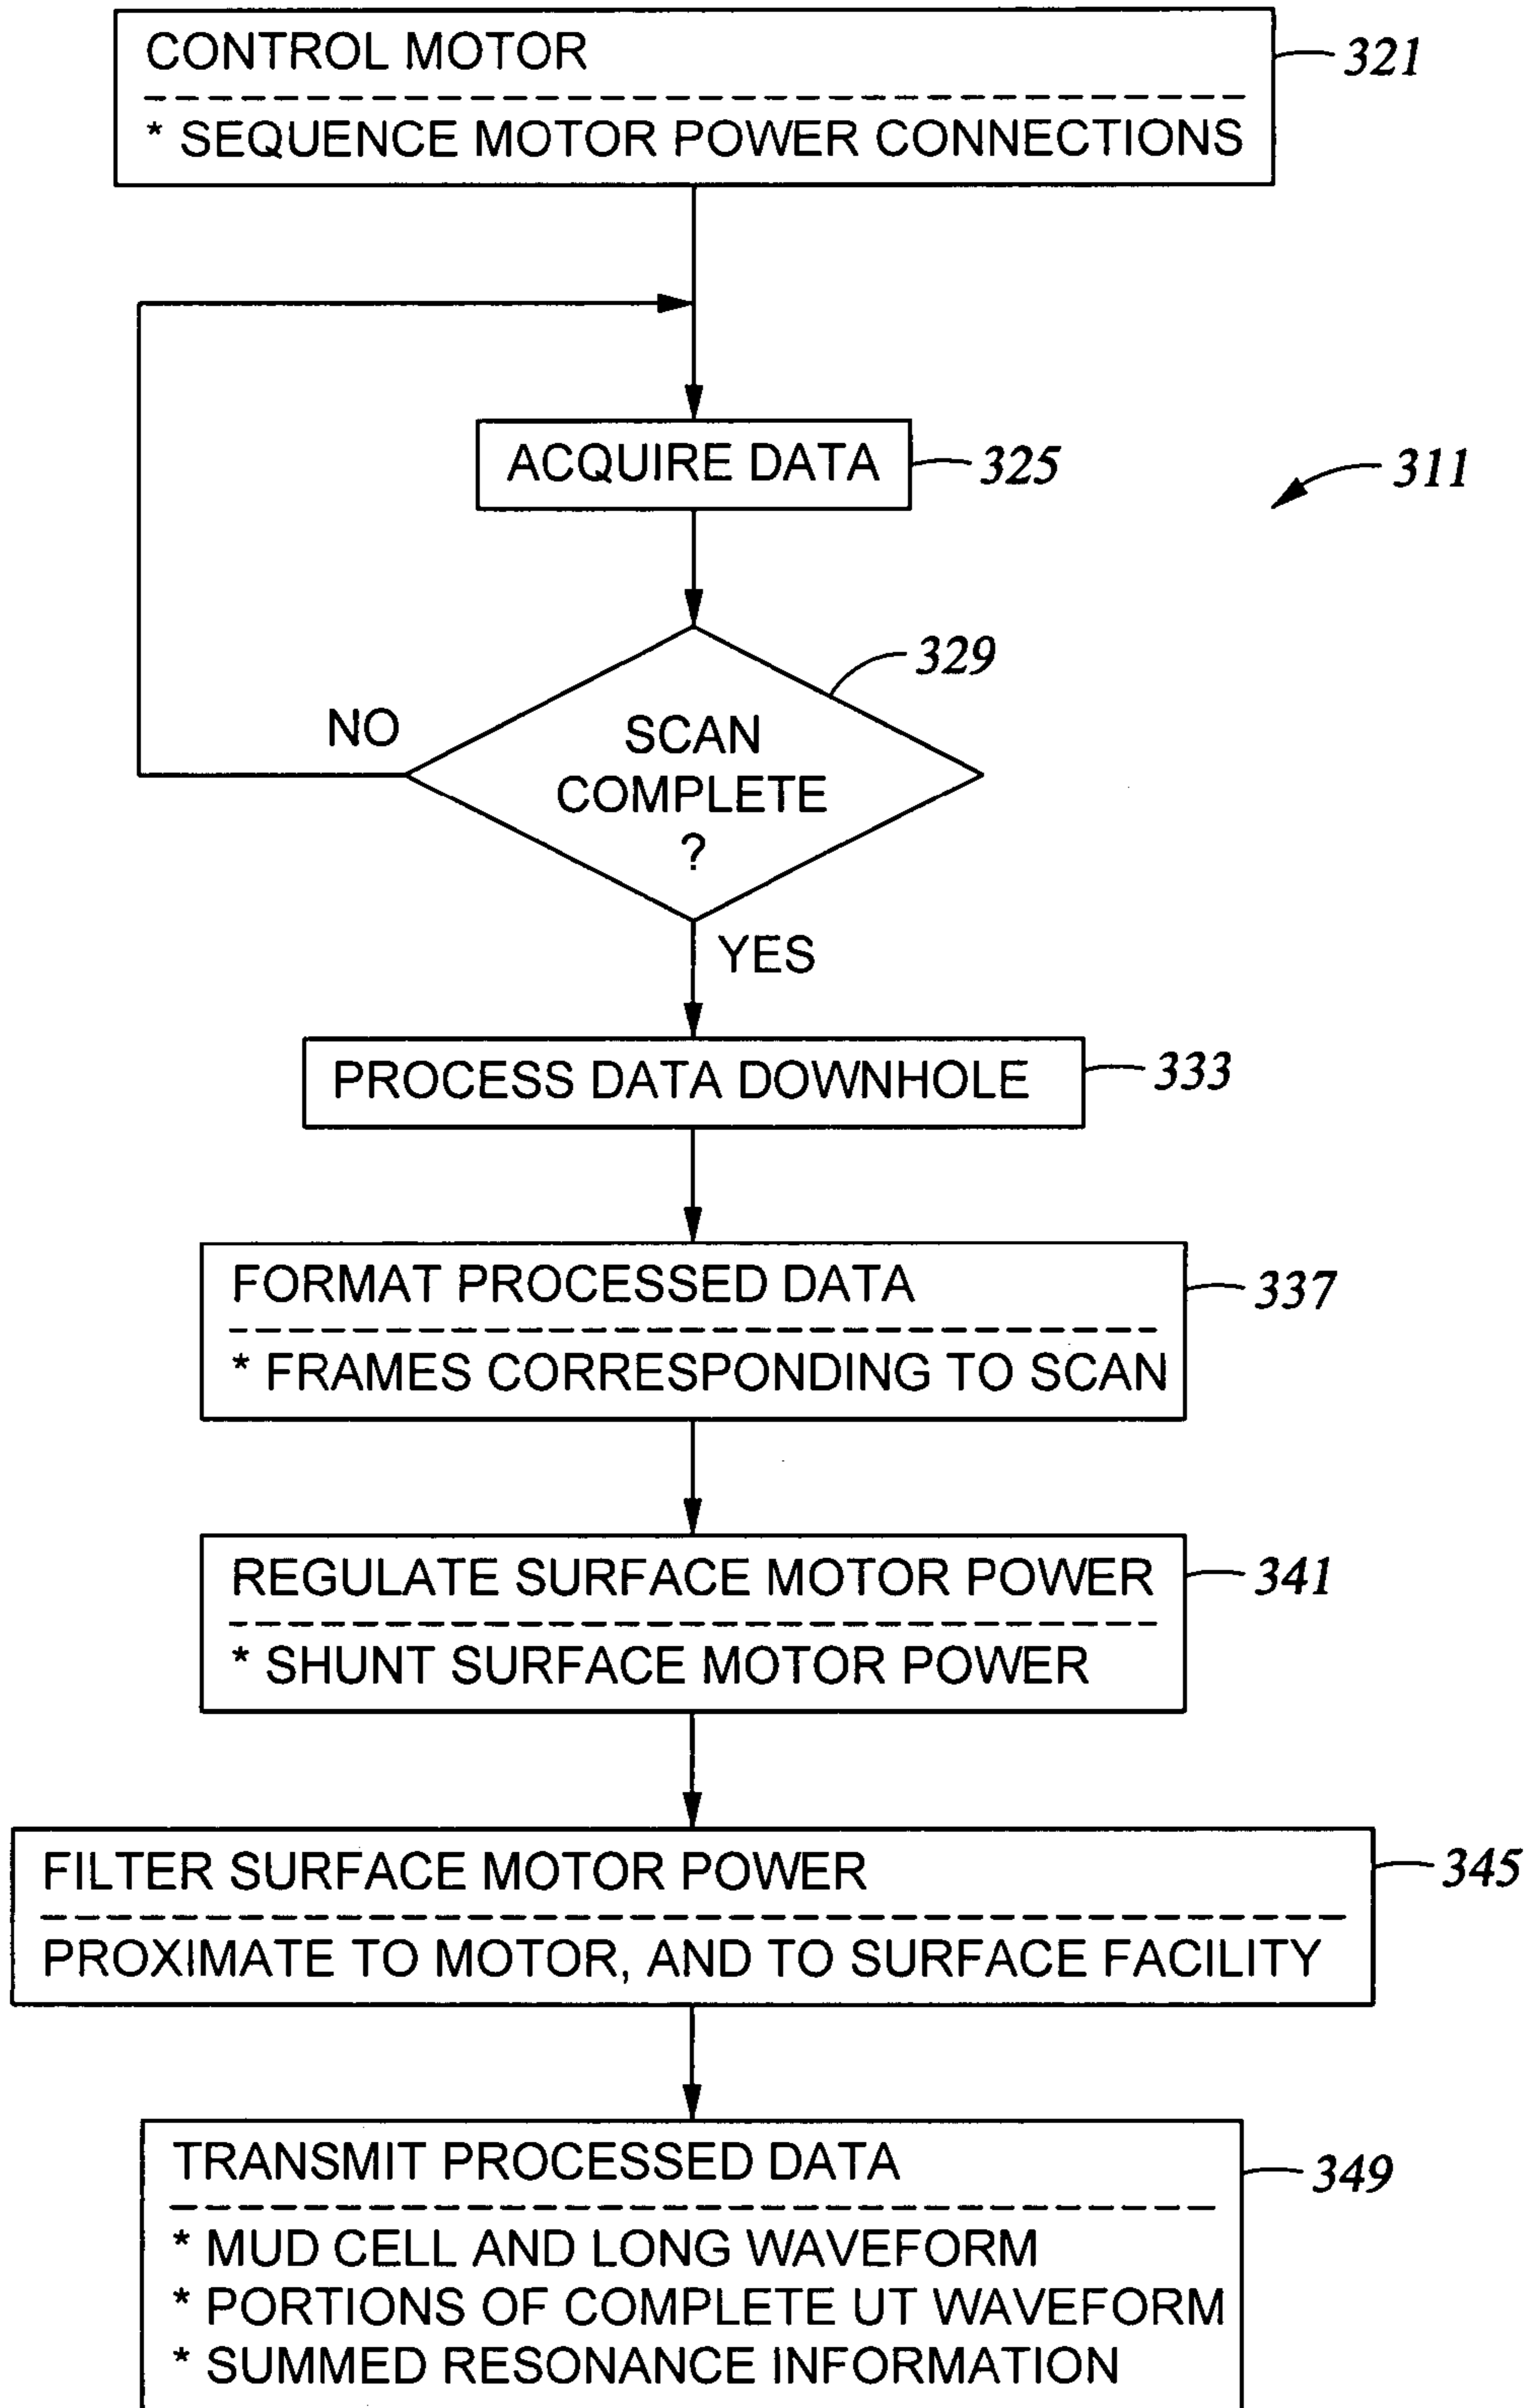 CONTROL MOTOR
321
* SEQUENCE MOTOR POWER CONNECTIONS
ACQUIRE DATA
325
311
329
NO
SCAN
COMPLETE
?
YES
PROCESS DATA DOWNHOLE
333
FORMAT PROCESSED DATA
337
* FRAMES CORRESPONDING TO SCAN
REGULATE SURFACE MOTOR POWER
341
* SHUNT SURFACE MOTOR POWER
FILTER SURFACE MOTOR POWER
345
PROXIMATE TO MOTOR, AND TO SURFACE FACILITY
TRANSMIT PROCESSED DATA
349
* MUD CELL AND LONG WAVEFORM
* PORTIONS OF COMPLETE UT WAVEFORM
* SUMMED RESONANCE INFORMATION